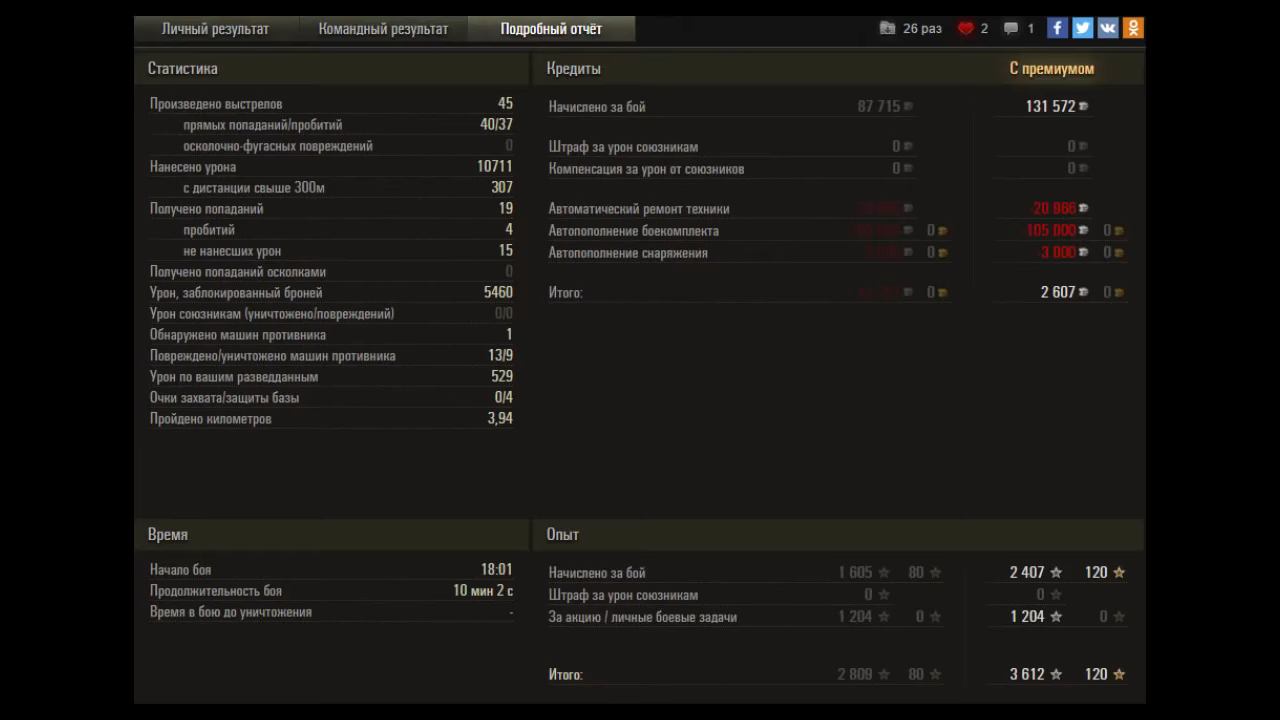 Личный результат Командный результат Подробный отчёт 26 раз 2 1
Статистика
Произведено выстрелов 45
прямых попаданий/пробитий 40/37
осколочно-фугасных повреждений 0
Нанесено урона 10711
с дистанции свыше 300м 307
Получено попаданий 19
пробитий 4
не нанесших урон 15
Получено попаданий осколками 0
Урон, заблокированный броней 5460
Урон союзникам (уничтожено/повреждений) 0/0
Обнаружено машин противника 1
Повреждено/уничтожено машин противника 13/9
Урон по вашим разведданным 529
Очки захвата/защиты базы 0/4
Пройдено километров 3,94
Кредиты С премиумом
Начислено за бой 87 715 131 572
Штраф за урон союзникам 0 0
Компенсация за урон от союзников 0 0
Автоматический ремонт техники -20 966
Автопополнение боекомплекта 0 -105 000 0
Автопополнение снаряжения 0 -3 000 0
Итого: 0 2 607 0
Время
Начало боя 18:01
Продолжительность боя 10 мин 2 с
Время в бою до уничтожения -
Опыт
Начислено за бой 1 605 80 2 407 120
Штраф за урон союзникам 0 0
За акцию / личные боевые задачи 1 204 0 1 204 0
Итого: 2 809 80 3 612 120